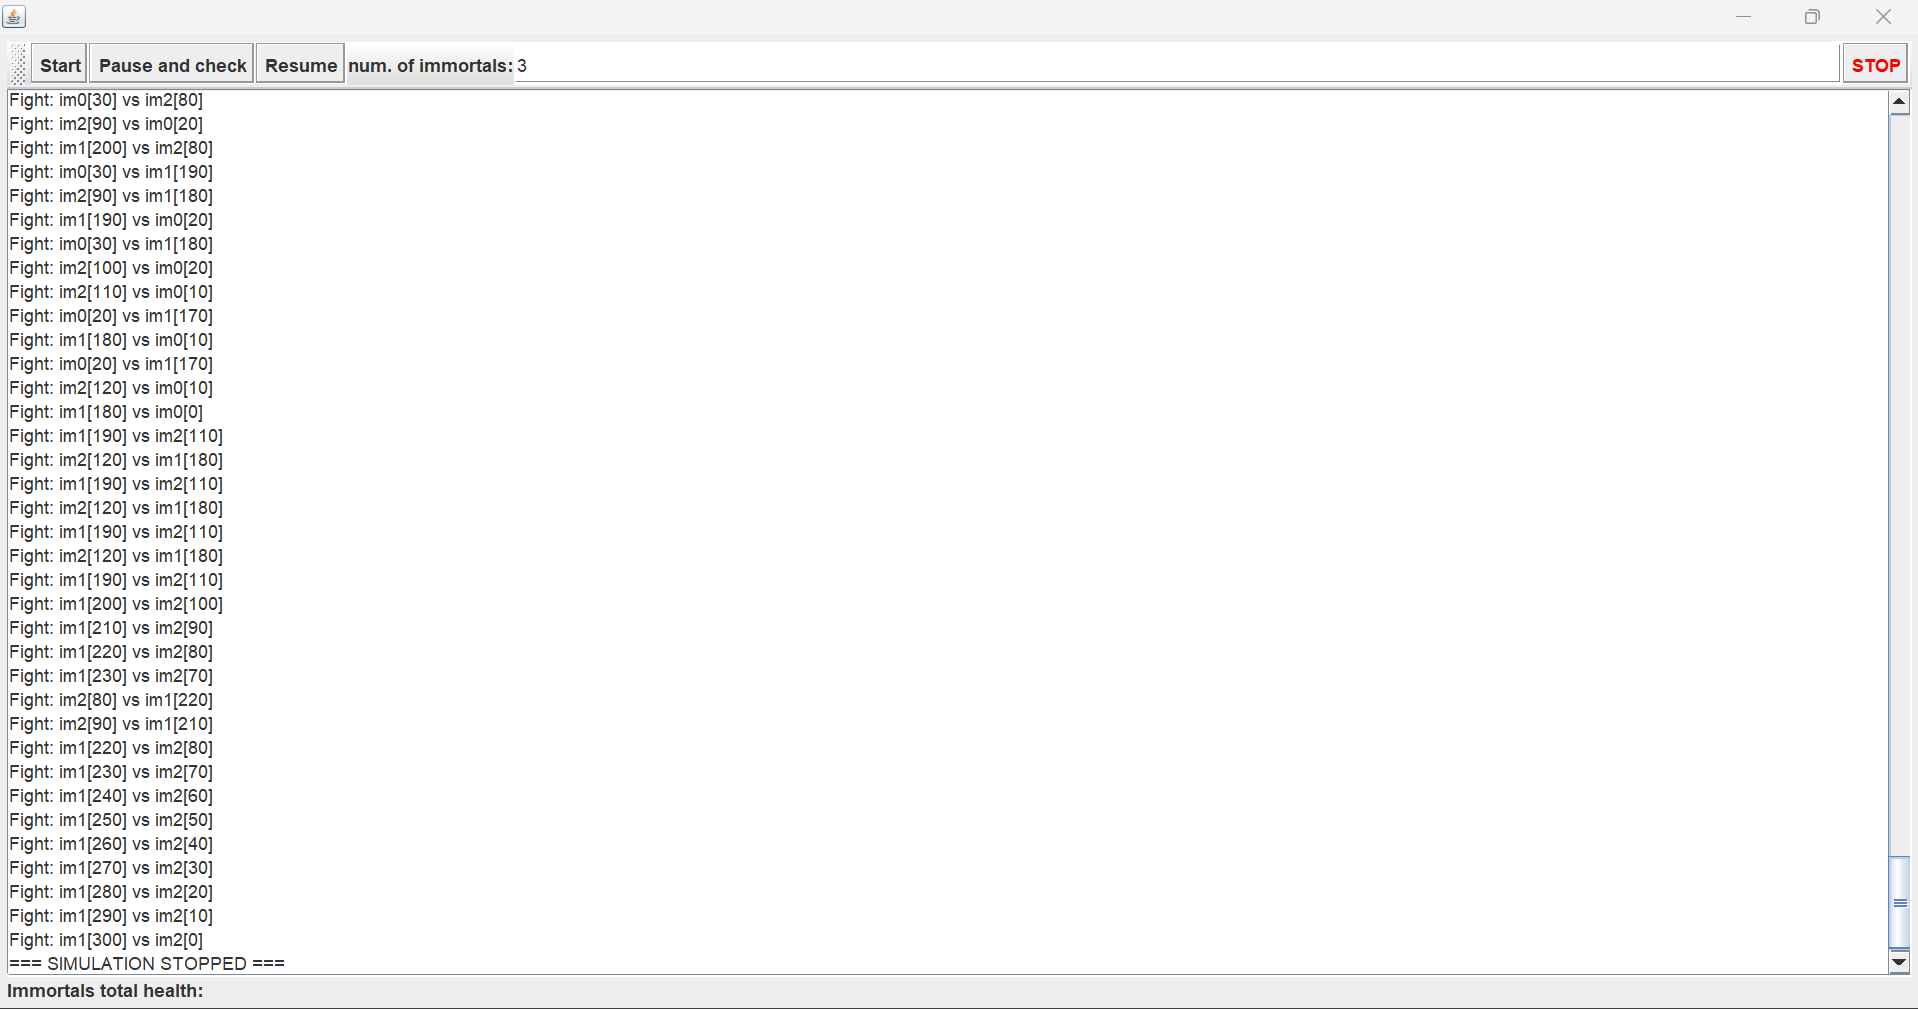 Start Pause and check Resume num. of immortals: 3 STOP
Fight: im0[30] vs im2[80]
Fight: im2[90] vs im0[20]
Fight: im1[200] vs im2[80]
Fight: im0[30] vs im1[190]
Fight: im2[90] vs im1[180]
Fight: im1[190] vs im0[20]
Fight: im0[30] vs im1[180]
Fight: im2[100] vs im0[20]
Fight: im2[110] vs im0[10]
Fight: im0[20] vs im1[170]
Fight: im1[180] vs im0[10]
Fight: im0[20] vs im1[170]
Fight: im2[120] vs im0[10]
Fight: im1[180] vs im0[0]
Fight: im1[190] vs im2[110]
Fight: im2[120] vs im1[180]
Fight: im1[190] vs im2[110]
Fight: im2[120] vs im1[180]
Fight: im1[190] vs im2[110]
Fight: im2[120] vs im1[180]
Fight: im1[190] vs im2[110]
Fight: im1[200] vs im2[100]
Fight: im1[210] vs im2[90]
Fight: im1[220] vs im2[80]
Fight: im1[230] vs im2[70]
Fight: im2[80] vs im1[220]
Fight: im2[90] vs im1[210]
Fight: im1[220] vs im2[80]
Fight: im1[230] vs im2[70]
Fight: im1[240] vs im2[60]
Fight: im1[250] vs im2[50]
Fight: im1[260] vs im2[40]
Fight: im1[270] vs im2[30]
Fight: im1[280] vs im2[20]
Fight: im1[290] vs im2[10]
Fight: im1[300] vs im2[0]
=== SIMULATION STOPPED ===
Immortals total health: